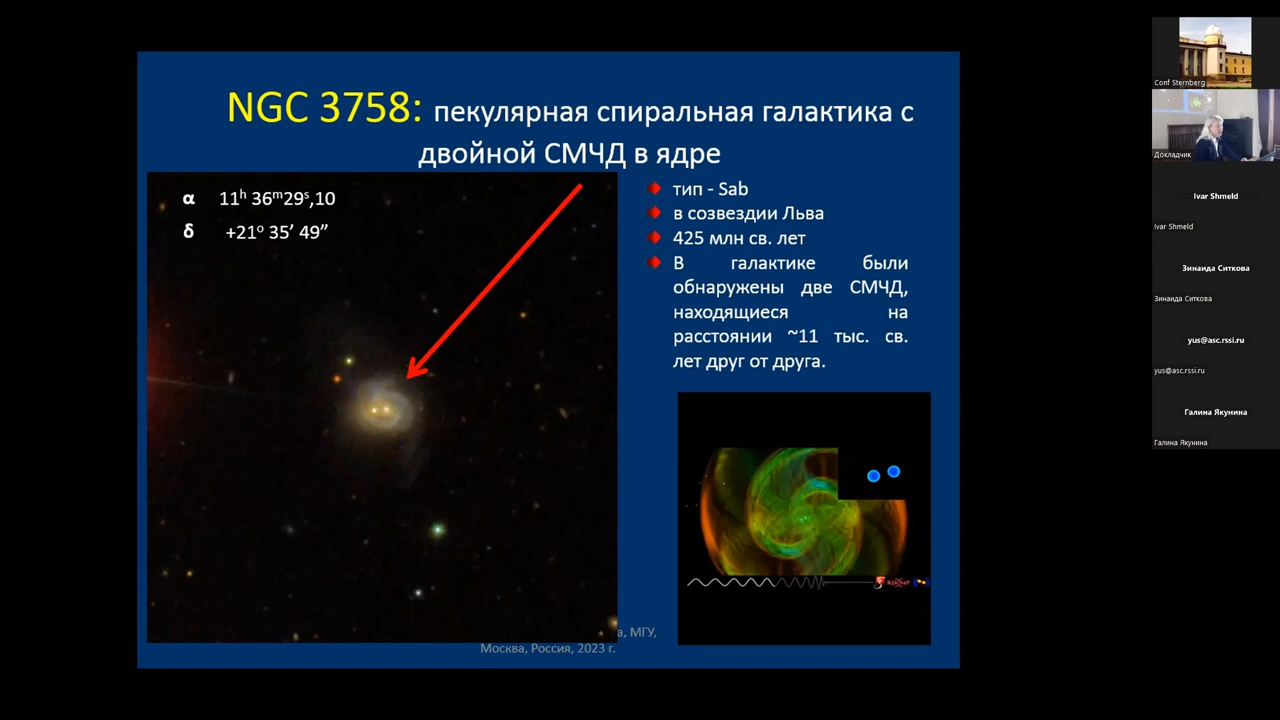 NGC 3758: пекулярная спиральная галактика с
двойной СМЧД в ядре
α 11ʰ 36ᵐ29ˢ,10
δ +21ᵒ 35’ 49”
тип - Sab
в созвездии Льва
425 млн св. лет
В галактике были
обнаружены две СМЧД,
находящиеся на
расстоянии ~11 тыс. св.
лет друг от друга.
а, МГУ,
Москва, Россия, 2023 г.
Conf Sternberg
Докладчик
Ivar Shmeld
Ivar Shmeld
Зинаида Ситкова
Зинаида Ситкова
yus@asc.rssi.ru
yus@asc.rssi.ru
Галина Якунина
Галина Якунина